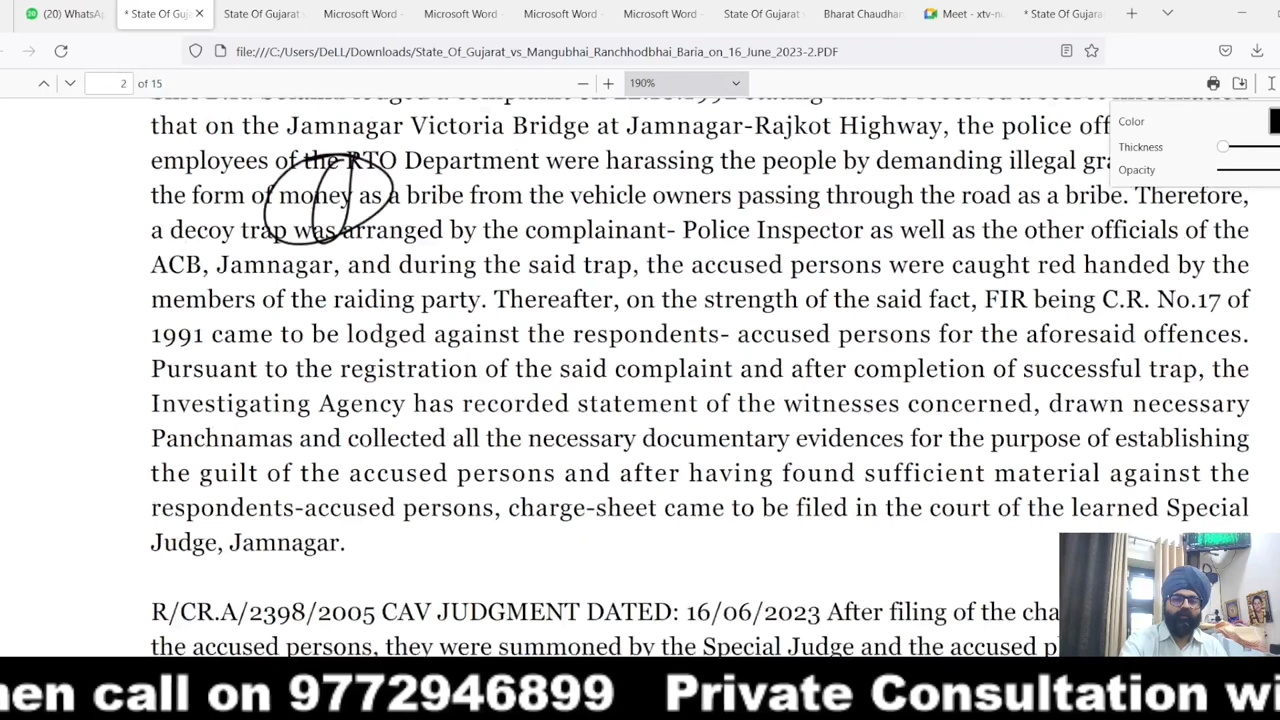 (20) WhatsA
* State Of Guja
State Of Gujarat
Microsoft Word
Microsoft Word
Microsoft Word
Microsoft Word
State Of Gujarat
Bharat Chaudhar
Meet - xtv-n
* State Of Gujara
file:///C:/Users/DeLL/Downloads/State_Of_Gujarat_vs_Mangubhai_Ranchhodbhai_Baria_on_16_June_2023-2.PDF
2 of 15
190%
Color
Thickness
Opacity
that on the Jamnagar Victoria Bridge at Jamnagar-Rajkot Highway, the police off
employees of the RTO Department were harassing the people by demanding illegal gra
the form of money as a bribe from the vehicle owners passing through the road as a bribe. Therefore,
a decoy trap was arranged by the complainant- Police Inspector as well as the other officials of the
ACB, Jamnagar, and during the said trap, the accused persons were caught red handed by the
members of the raiding party. Thereafter, on the strength of the said fact, FIR being C.R. No.17 of
1991 came to be lodged against the respondents- accused persons for the aforesaid offences.
Pursuant to the registration of the said complaint and after completion of successful trap, the
Investigating Agency has recorded statement of the witnesses concerned, drawn necessary
Panchnamas and collected all the necessary documentary evidences for the purpose of establishing
the guilt of the accused persons and after having found sufficient material against the
respondents-accused persons, charge-sheet came to be filed in the court of the learned Special
Judge, Jamnagar.
R/CR.A/2398/2005 CAV JUDGMENT DATED: 16/06/2023 After filing of the cha
the accused persons, they were summoned by the Special Judge and the accused pl
hen call on 9772946899 Private Consultation wi